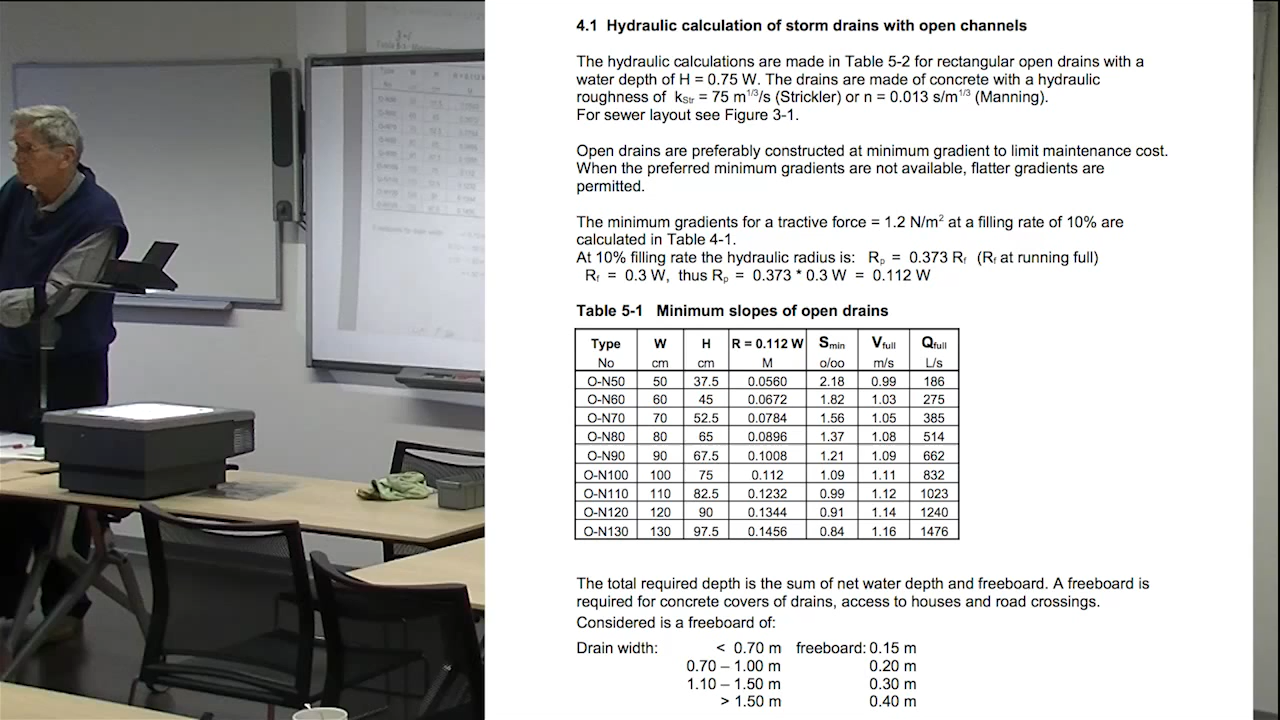 4.1 Hydraulic calculation of storm drains with open channels
The hydraulic calculations are made in Table 5-2 for rectangular open drains with a
water depth of H = 0.75 W. The drains are made of concrete with a hydraulic
roughness of kStr = 75 m1/3/s (Strickler) or n = 0.013 s/m1/3 (Manning).
For sewer layout see Figure 3-1.
Open drains are preferably constructed at minimum gradient to limit maintenance cost.
When the preferred minimum gradients are not available, flatter gradients are
permitted.
The minimum gradients for a tractive force = 1.2 N/m2 at a filling rate of 10% are
calculated in Table 4-1.
At 10% filling rate the hydraulic radius is: Rp = 0.373 Rf (Rf at running full)
Rf = 0.3 W, thus Rp = 0.373 * 0.3 W = 0.112 W
Table 5-1 Minimum slopes of open drains
Type W H R = 0.112 W Smin Vfull Qfull
No cm cm M o/oo m/s L/s
O-N50 50 37.5 0.0560 2.18 0.99 186
O-N60 60 45 0.0672 1.82 1.03 275
O-N70 70 52.5 0.0784 1.56 1.05 385
O-N80 80 65 0.0896 1.37 1.08 514
O-N90 90 67.5 0.1008 1.21 1.09 662
O-N100 100 75 0.112 1.09 1.11 832
O-N110 110 82.5 0.1232 0.99 1.12 1023
O-N120 120 90 0.1344 0.91 1.14 1240
O-N130 130 97.5 0.1456 0.84 1.16 1476
The total required depth is the sum of net water depth and freeboard. A freeboard is
required for concrete covers of drains, access to houses and road crossings.
Considered is a freeboard of:
Drain width: < 0.70 m freeboard: 0.15 m
0.70 – 1.00 m 0.20 m
1.10 – 1.50 m 0.30 m
> 1.50 m 0.40 m